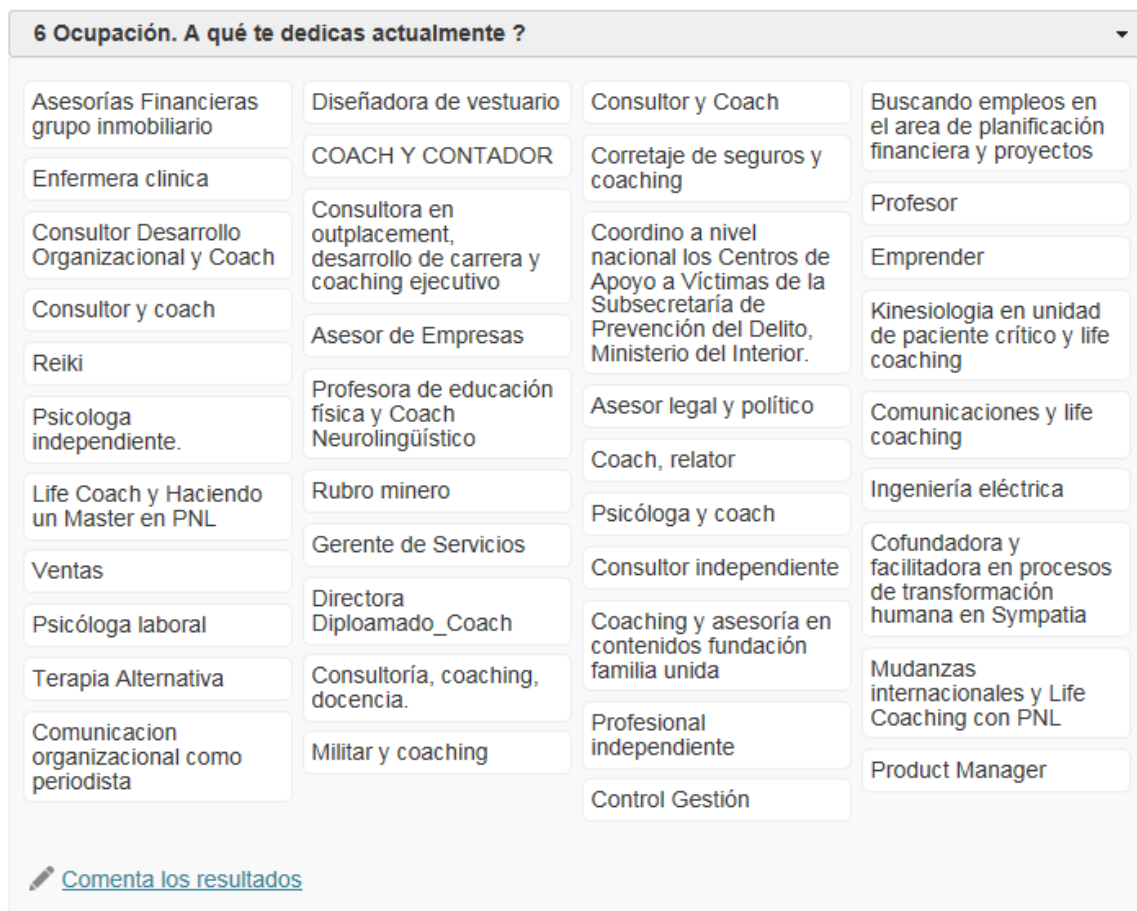 6 Ocupación. A qué te dedicas actualmente ?
Asesorías Financieras
grupo inmobiliario
Enfermera clinica
Consultor Desarrollo
Organizacional y Coach
Consultor y coach
Reiki
Psicologa
independiente.
Life Coach y Haciendo
un Master en PNL
Ventas
Psicóloga laboral
Terapia Alternativa
Comunicacion
organizacional como
periodista
Diseñadora de vestuario
COACH Y CONTADOR
Consultora en
outplacement,
desarrollo de carrera y
coaching ejecutivo
Asesor de Empresas
Profesora de educación
física y Coach
Neurolingüístico
Rubro minero
Gerente de Servicios
Directora
Diploamado_Coach
Consultoría, coaching,
docencia.
Militar y coaching
Consultor y Coach
Corretaje de seguros y
coaching
Coordino a nivel
nacional los Centros de
Apoyo a Víctimas de la
Subsecretaría de
Prevención del Delito,
Ministerio del Interior.
Asesor legal y político
Coach, relator
Psicóloga y coach
Consultor independiente
Coaching y asesoría en
contenidos fundación
familia unida
Profesional
independiente
Control Gestión
Buscando empleos en
el area de planificación
financiera y proyectos
Profesor
Emprender
Kinesiologia en unidad
de paciente crítico y life
coaching
Comunicaciones y life
coaching
Ingeniería eléctrica
Cofundadora y
facilitadora en procesos
de transformación
humana en Sympatia
Mudanzas
internacionales y Life
Coaching con PNL
Product Manager
Comenta los resultados